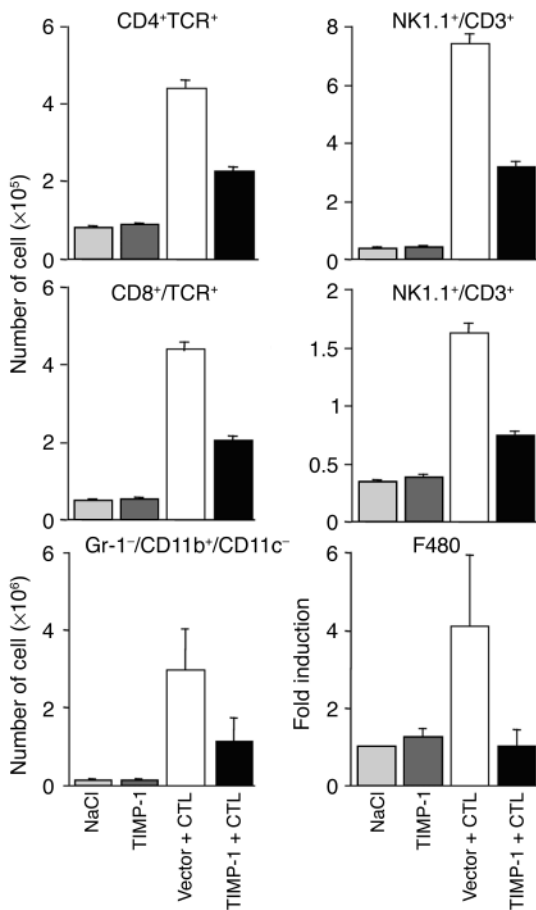 CD4⁺TCR⁺
NK1.1⁺/CD3⁺
6
4
2
0
8
6
4
2
0
Number of cell (×10⁵)
CD8⁺/TCR⁺
NK1.1⁺/CD3⁺
6
4
2
0
2
1.5
1
0.5
0
Gr-1⁻/CD11b⁺/CD11c⁻
F480
Number of cell (×10⁶)
6
4
2
0
Fold induction
6
4
2
0
NaCl
TIMP-1
Vector + CTL
TIMP-1 + CTL
NaCl
TIMP-1
Vector + CTL
TIMP-1 + CTL